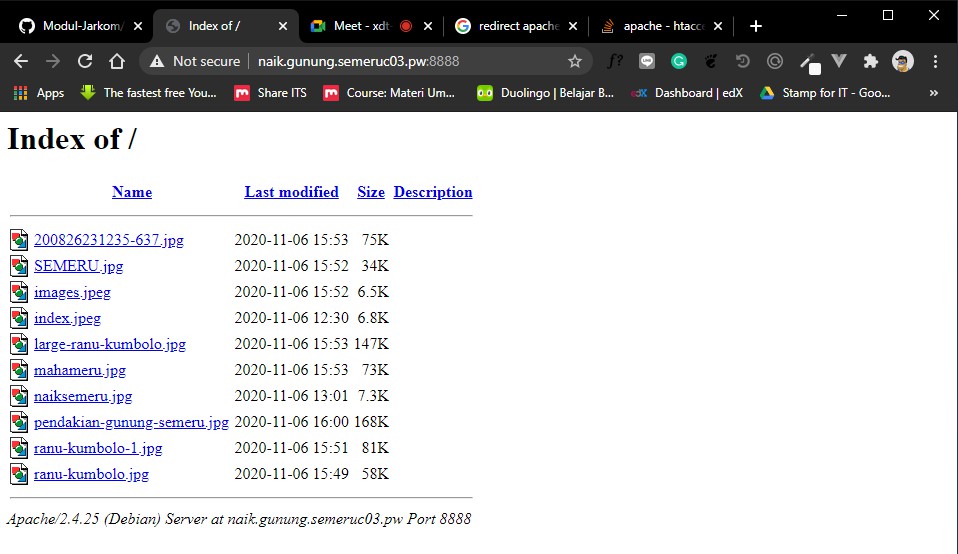 Modul-Jarkom/
Index of /
Meet - xdt
redirect apache
apache - htacce
Not secure
naik.gunung.semeruc03.pw:8888
f?
Apps
The fastest free You...
Share ITS
Course: Materi Um...
Duolingo | Belajar B...
edX
Dashboard | edX
Stamp for IT - Goo...
»
Index of /
Name Last modified Size Description
200826231235-637.jpg 2020-11-06 15:53 75K
SEMERU.jpg 2020-11-06 15:52 34K
images.jpeg 2020-11-06 15:52 6.5K
index.jpeg 2020-11-06 12:30 6.8K
large-ranu-kumbolo.jpg 2020-11-06 15:53 147K
mahameru.jpg 2020-11-06 15:53 73K
naiksemeru.jpg 2020-11-06 13:01 7.3K
pendakian-gunung-semeru.jpg 2020-11-06 16:00 168K
ranu-kumbolo-1.jpg 2020-11-06 15:51 81K
ranu-kumbolo.jpg 2020-11-06 15:49 58K
Apache/2.4.25 (Debian) Server at naik.gunung.semeruc03.pw Port 8888